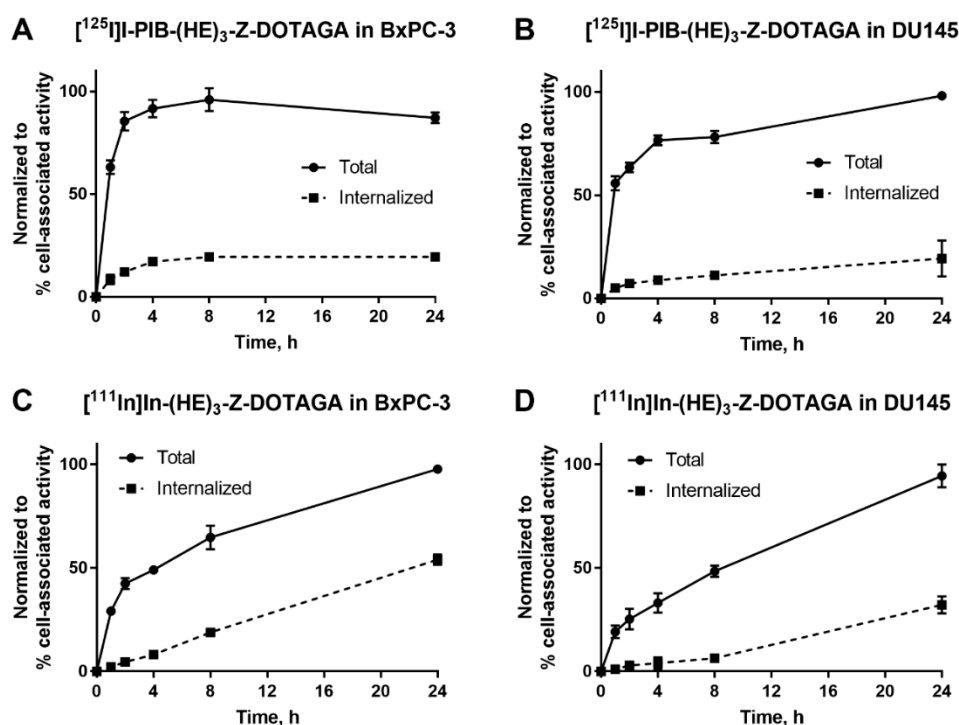 A
[¹²⁵I]I-PIB-(HE)₃-Z-DOTAGA in BxPC-3
Normalized to
% cell-associated activity
100
50
0
Total
Internalized
0 4 8 12 16 20 24
Time, h
B
[¹²⁵I]I-PIB-(HE)₃-Z-DOTAGA in DU145
Normalized to
% cell-associated activity
100
50
0
Total
Internalized
0 4 8 12 16 20 24
Time, h
C
[¹¹¹In]In-(HE)₃-Z-DOTAGA in BxPC-3
Normalized to
% cell-associated activity
100
50
0
Total
Internalized
0 4 8 12 16 20 24
Time, h
D
[¹¹¹In]In-(HE)₃-Z-DOTAGA in DU145
Normalized to
% cell-associated activity
100
50
0
Total
Internalized
0 4 8 12 16 20 24
Time, h